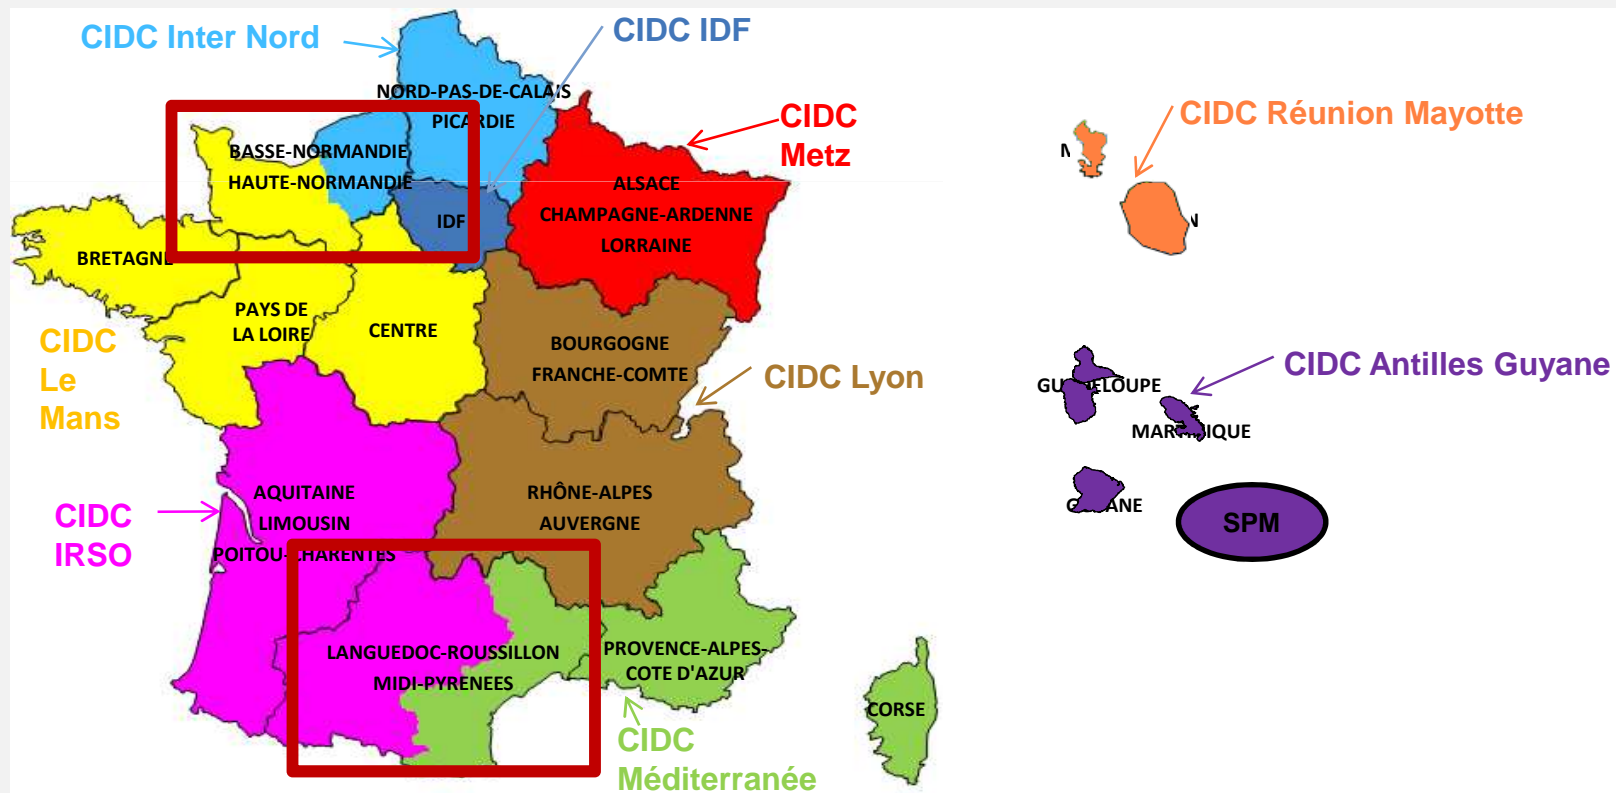 CIDC Inter Nord
CIDC IDF
NORD-PAS-DE-CALAIS
PICARDIE
CIDC
Metz
CIDC Réunion Mayotte
M
N
BASSE-NORMANDIE
HAUTE-NORMANDIE
ALSACE
CHAMPAGNE-ARDENNE
LORRAINE
IDF
BRETAGNE
PAYS DE
LA LOIRE
CENTRE
BOURGOGNE
FRANCHE-COMTE
CIDC
Le
Mans
CIDC Lyon
CIDC Antilles Guyane
GUADELOUPE
MARTINIQUE
GUYANE
SPM
AQUITAINE
LIMOUSIN
POITOU-CHARENTES
RHÔNE-ALPES
AUVERGNE
CIDC
IRSO
LANGUEDOC-ROUSSILLON
MIDI-PYRENEES
PROVENCE-ALPES-
COTE D'AZUR
CORSE
CIDC
Méditerranée